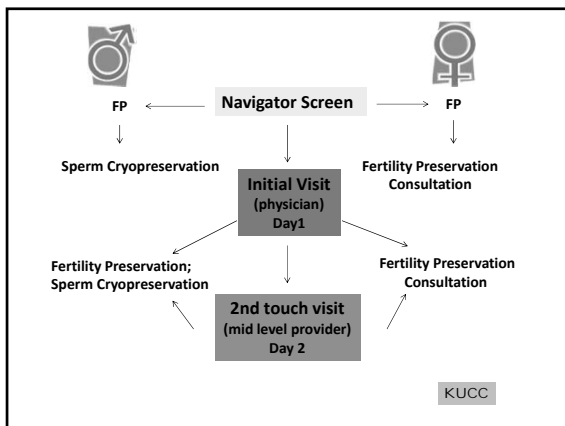 FP
Navigator Screen
FP
Sperm Cryopreservation
Fertility Preservation
Consultation
Initial Visit
(physician)
Day1
Fertility Preservation;
Sperm Cryopreservation
Fertility Preservation
Consultation
2nd touch visit
(mid level provider)
Day 2
KUCC